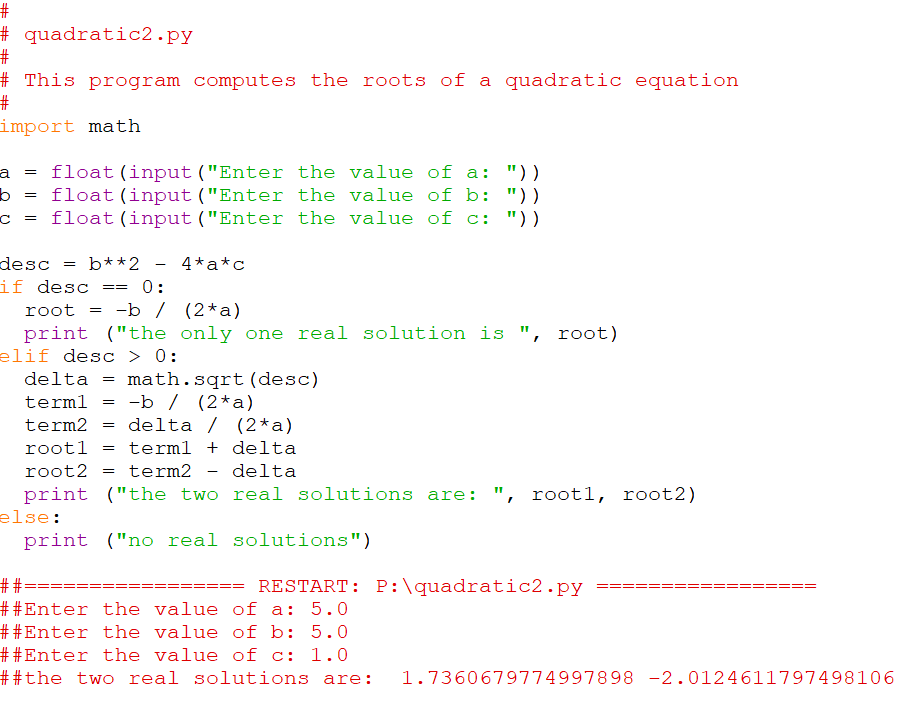 #
# quadratic2.py
#
# This program computes the roots of a quadratic equation
#
import math
a = float(input("Enter the value of a: "))
b = float(input("Enter the value of b: "))
c = float(input("Enter the value of c: "))
desc = b**2 - 4*a*c
if desc == 0:
  root = -b / (2*a)
  print ("the only one real solution is ", root)
elif desc > 0:
  delta = math.sqrt(desc)
  term1 = -b / (2*a)
  term2 = delta / (2*a)
  root1 = term1 + delta
  root2 = term2 - delta
  print ("the two real solutions are: ", root1, root2)
else:
  print ("no real solutions")
##================= RESTART: P:\quadratic2.py =================
##Enter the value of a: 5.0
##Enter the value of b: 5.0
##Enter the value of c: 1.0
##the two real solutions are:  1.7360679774997898 -2.0124611797498106